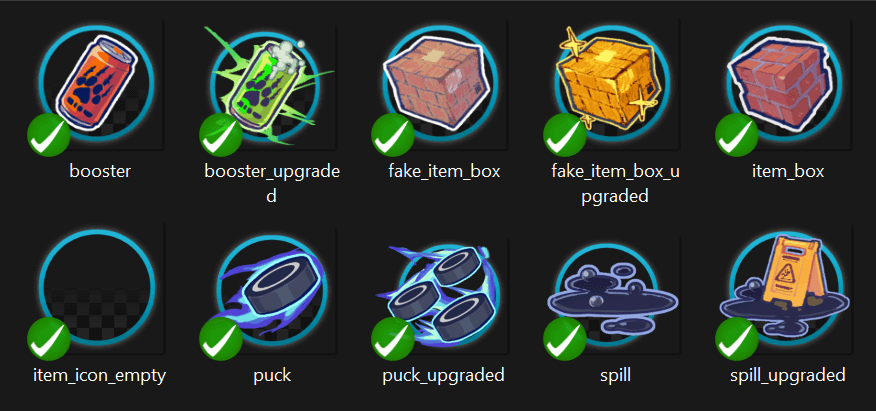 booster
booster_upgrade
d
fake_item_box
fake_item_box_u
pgraded
item_box
item_icon_empty
puck
puck_upgraded
spill
spill_upgraded